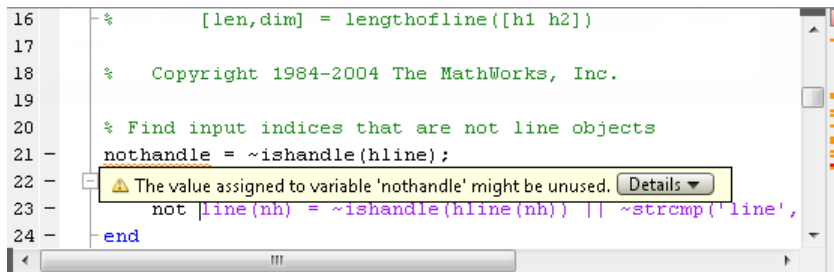 16 % [len,dim] = lengthofline([h1 h2])
17
18 % Copyright 1984-2004 The MathWorks, Inc.
19
20 % Find input indices that are not line objects
21 - nothandle = ~ishandle(hline);
22 - The value assigned to variable 'nothandle' might be unused. Details
23 - not line(nh) = ~ishandle(hline(nh)) || ~strcmp('line',
24 - end